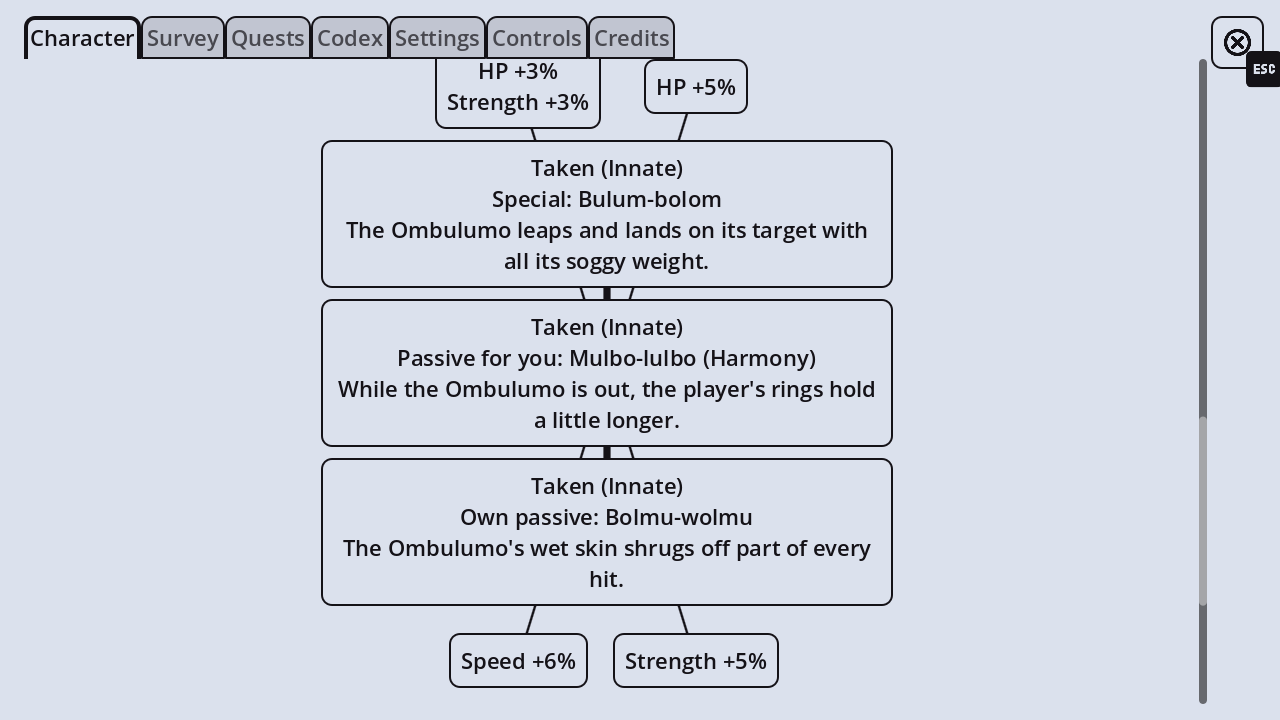 Character
Survey
Quests
Codex
Settings
Controls
Credits
ESC
HP +3%
Strength +3%
HP +5%
Taken (Innate)
Special: Bulum-bolom
The Ombulumo leaps and lands on its target with
all its soggy weight.
Taken (Innate)
Passive for you: Mulbo-lulbo (Harmony)
While the Ombulumo is out, the player's rings hold
a little longer.
Taken (Innate)
Own passive: Bolmu-wolmu
The Ombulumo's wet skin shrugs off part of every
hit.
Speed +6%
Strength +5%